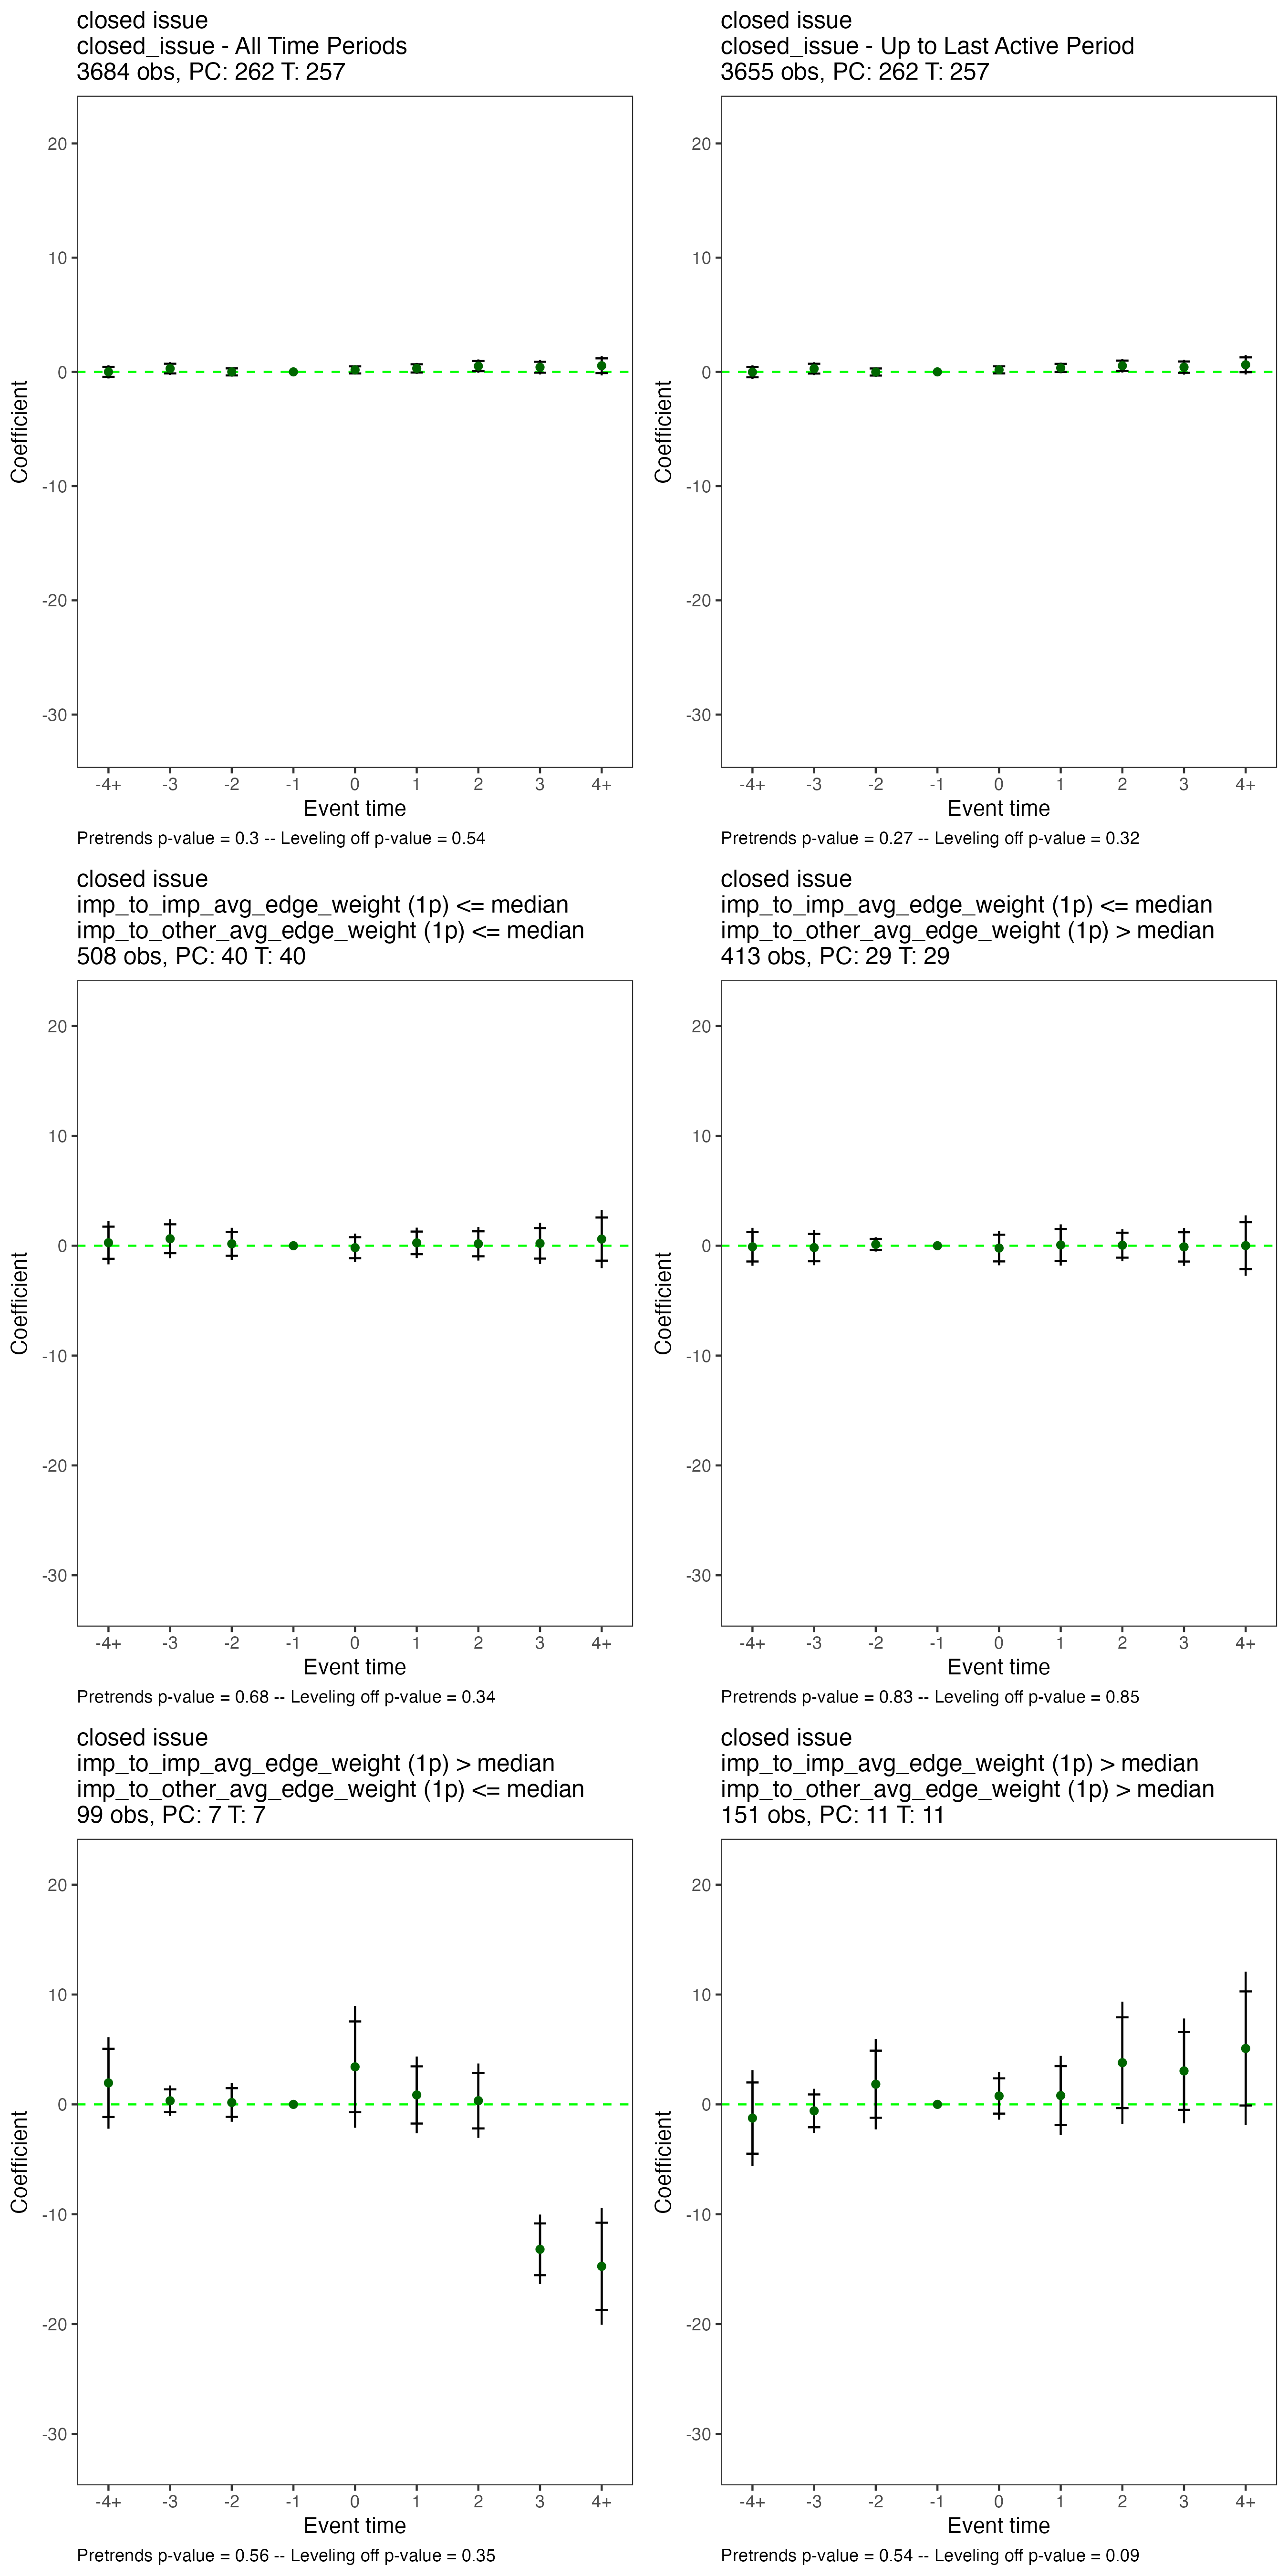 closed issue
closed_issue - All Time Periods
3684 obs, PC: 262 T: 257
20
10
0
-10
-20
-30
Coefficient
-4+ -3 -2 -1 0 1 2 3 4+
Event time
Pretrends p-value = 0.3 -- Leveling off p-value = 0.54
closed issue
closed_issue - Up to Last Active Period
3655 obs, PC: 262 T: 257
20
10
0
-10
-20
-30
Coefficient
-4+ -3 -2 -1 0 1 2 3 4+
Event time
Pretrends p-value = 0.27 -- Leveling off p-value = 0.32
closed issue
imp_to_imp_avg_edge_weight (1p) <= median
imp_to_other_avg_edge_weight (1p) <= median
508 obs, PC: 40 T: 40
20
10
0
-10
-20
-30
Coefficient
-4+ -3 -2 -1 0 1 2 3 4+
Event time
Pretrends p-value = 0.68 -- Leveling off p-value = 0.34
closed issue
imp_to_imp_avg_edge_weight (1p) <= median
imp_to_other_avg_edge_weight (1p) > median
413 obs, PC: 29 T: 29
20
10
0
-10
-20
-30
Coefficient
-4+ -3 -2 -1 0 1 2 3 4+
Event time
Pretrends p-value = 0.83 -- Leveling off p-value = 0.85
closed issue
imp_to_imp_avg_edge_weight (1p) > median
imp_to_other_avg_edge_weight (1p) <= median
99 obs, PC: 7 T: 7
20
10
0
-10
-20
-30
Coefficient
-4+ -3 -2 -1 0 1 2 3 4+
Event time
Pretrends p-value = 0.56 -- Leveling off p-value = 0.35
closed issue
imp_to_imp_avg_edge_weight (1p) > median
imp_to_other_avg_edge_weight (1p) > median
151 obs, PC: 11 T: 11
20
10
0
-10
-20
-30
Coefficient
-4+ -3 -2 -1 0 1 2 3 4+
Event time
Pretrends p-value = 0.54 -- Leveling off p-value = 0.09